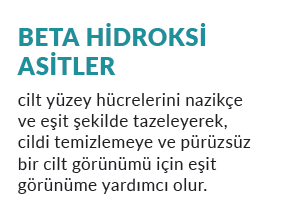 BETA HİDROKSİ
ASİTLER
cilt yüzey hücrelerini nazikçe
ve eşit şekilde tazeleyerek,
cildi temizlemeye ve pürüzsüz
bir cilt görünümü için eşit
görünüme yardımcı olur.